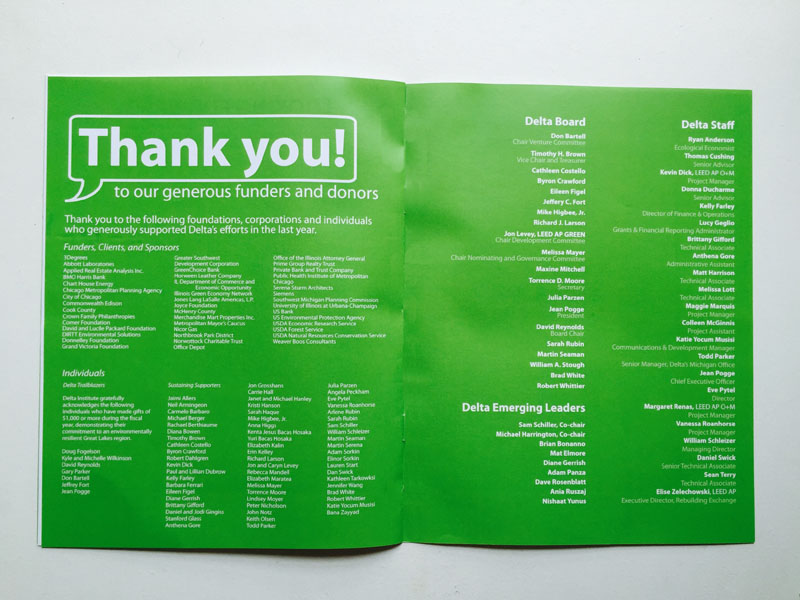 Thank you!
to our generous funders and donors
Thank you to the following foundations, corporations and individuals
who generously supported Delta's efforts in the last year.
Funders, Clients, and Sponsors
3Degrees
Abbott Laboratories
Applied Real Estate Analysis Inc.
BMO Harris Bank
Chart House Energy
Chicago Metropolitan Planning Agency
City of Chicago
Commonwealth Edison
Cook County
Crown Family Philanthropies
Comer Foundation
David and Lucile Packard Foundation
DIRTT Environmental Solutions
Donnelley Foundation
Grand Victoria Foundation
Greater Southwest
Development Corporation
GreenChoice Bank
Horween Leather Company
IL Department of Commerce and
Economic Opportunity
Illinois Green Economy Network
Jones Lang LaSalle Americas, L.P.
Joyce Foundation
McHenry County
Merchandise Mart Properties Inc.
Metropolitan Mayor's Caucus
Nicor Gas
Northbrook Park District
Norwottock Charitable Trust
Office Depot
Office of the Illinois Attorney General
Prime Group Realty Trust
Private Bank and Trust Company
Public Health Institute of Metropolitan
Chicago
Serena Sturm Architects
Siemens
Southwest Michigan Planning Commission
University of Illinois at Urbana-Champaign
US Bank
US Environmental Protection Agency
USDA Economic Research Service
USDA Forest Service
USDA Natural Resources Conservation Service
Weaver Boos Consultants
Individuals
Delta Trailblazers
Delta Institute gratefully
acknowledges the following
individuals who have made gifts of
$1,000 or more during the fiscal
year, demonstrating their
commitment to an environmentally
resilient Great Lakes region.
Doug Fogelson
Kyle and Michelle Wilkinson
David Reynolds
Gary Parker
Don Bartell
Jeffrey Fort
Jean Pogge
Sustaining Supporters
Jaimi Allers
Neil Armingeon
Carmelo Barbaro
Michael Berger
Rachael Berthiaume
Diana Bowen
Timothy Brown
Cathleen Costello
Byron Crawford
Robert Dahlgren
Kevin Dick
Paul and Lillian Dubrow
Kelly Farley
Barbara Ferrari
Eileen Figel
Diane Gerrish
Brittany Gifford
Daniel and Jodi Gingiss
Stanford Glass
Anthena Gore
Jon Grosshans
Carrie Hall
Janet and Michael Hanley
Kristi Hanson
Sarah Haque
Mike Higbee, Jr.
Anna Higgs
Kenta Jesus Bacas Hosaka
Yuri Bacas Hosaka
Elizabeth Kalin
Erin Kelley
Richard Larson
Jon and Caryn Levey
Rebecca Mandell
Elizabeth Maratea
Melissa Mayer
Torrence Moore
Lindsey Moyer
Peter Nicholson
John Notz
Keith Olsen
Todd Parker
Julia Parzen
Angela Peckham
Eve Pytel
Vanessa Roanhorse
Arlene Rubin
Sarah Rubin
Sam Schiller
William Schleizer
Martin Seaman
Martin Serena
Adam Sorkin
Elinor Sorkin
Lauren Start
Dan Swick
Kathleen Tarkowksi
Jennifer Wang
Brad White
Robert Whittier
Katie Yocum Musisi
Bana Zayyad
Delta Board
Don Bartell
Chair Venture Committee
Timothy H. Brown
Vice Chair and Treasurer
Cathleen Costello
Byron Crawford
Eileen Figel
Jeffery C. Fort
Mike Higbee, Jr.
Richard J. Larson
Jon Levey, LEED AP GREEN
Chair Development Committee
Melissa Mayer
Chair Nominating and Governance Committee
Maxine Mitchell
Torrence D. Moore
Secretary
Julia Parzen
Jean Pogge
President
David Reynolds
Board Chair
Sarah Rubin
Martin Seaman
William A. Stough
Brad White
Robert Whittier
Delta Emerging Leaders
Sam Schiller, Co-chair
Michael Harrington, Co-chair
Brian Bonanno
Mat Elmore
Diane Gerrish
Adam Panza
Dave Rosenblatt
Ania Ruszaj
Nishaat Yunus
Delta Staff
Ryan Anderson
Ecological Economist
Thomas Cushing
Senior Advisor
Kevin Dick, LEED AP O+M
Project Manager
Donna Ducharme
Senior Advisor
Kelly Farley
Director of Finance & Operations
Lucy Geglio
Grants & Financial Reporting Administrator
Brittany Gifford
Technical Associate
Anthena Gore
Administrative Assistant
Matt Harrison
Technical Associate
Melissa Lott
Technical Associate
Maggie Marquis
Project Manager
Colleen McGinnis
Project Assistant
Katie Yocum Musisi
Communications & Development Manager
Todd Parker
Senior Manager, Delta's Michigan Office
Jean Pogge
Chief Executive Officer
Eve Pytel
Director
Margaret Renas, LEED AP O+M
Project Manager
Vanessa Roanhorse
Project Manager
William Schleizer
Managing Director
Daniel Swick
Senior Technical Associate
Sean Terry
Technical Associate
Elise Zelechowski, LEED AP
Executive Director, Rebuilding Exchange